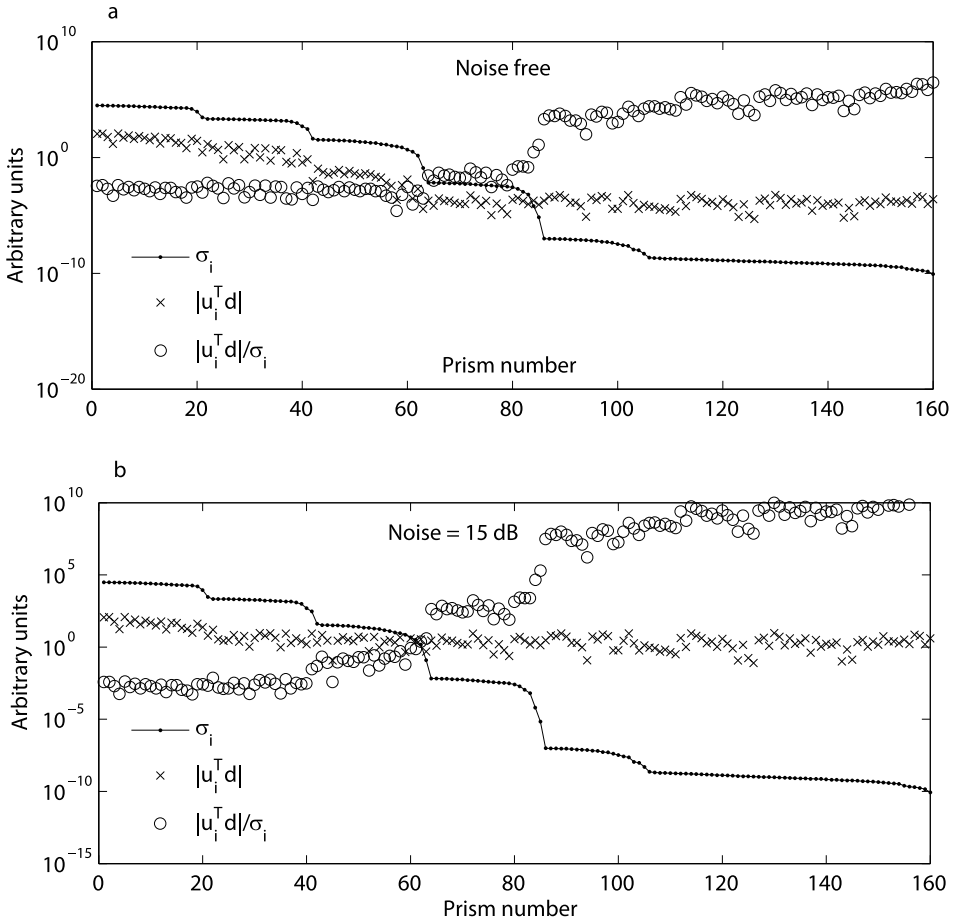 a
10^10
Noise free
10^0
Arbitrary units
σ_i
10^-10
|u_i^T d|
|u_i^T d|/σ_i
Prism number
10^-20
0 20 40 60 80 100 120 140 160
b
10^10
Noise = 15 dB
10^5
10^0
Arbitrary units
10^-5
σ_i
|u_i^T d|
10^-10
|u_i^T d|/σ_i
10^-15
0 20 40 60 80 100 120 140 160
Prism number